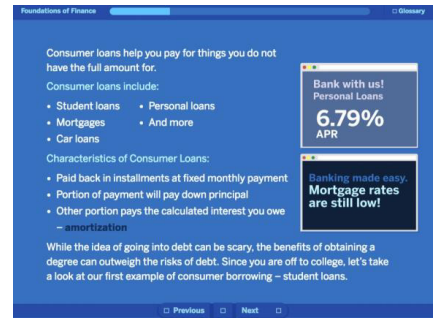 Foundations of Finance
Glossary
Consumer loans help you pay for things you do not
have the full amount for.
Consumer loans include:
• Student loans
• Personal loans
• Mortgages
• And more
• Car loans
Characteristics of Consumer Loans:
• Paid back in installments at fixed monthly payment
• Portion of payment will pay down principal
• Other portion pays the calculated interest you owe
– amortization
Bank with us!
Personal Loans
6.79%
APR
Banking made easy.
Mortgage rates
are still low!
While the idea of going into debt can be scary, the benefits of obtaining a
degree can outweigh the risks of debt. Since you are off to college, let's take
a look at our first example of consumer borrowing – student loans.
Previous
Next